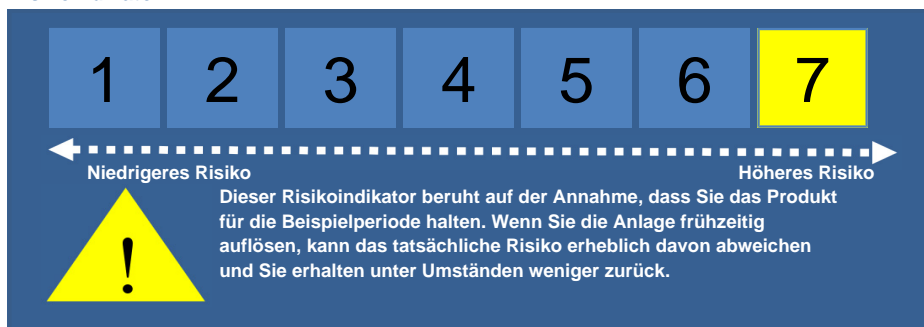 1 2 3 4 5 6 7
Niedrigeres Risiko Höheres Risiko
Dieser Risikoindikator beruht auf der Annahme, dass Sie das Produkt
für die Beispielperiode halten. Wenn Sie die Anlage frühzeitig
auflösen, kann das tatsächliche Risiko erheblich davon abweichen
und Sie erhalten unter Umständen weniger zurück.
!